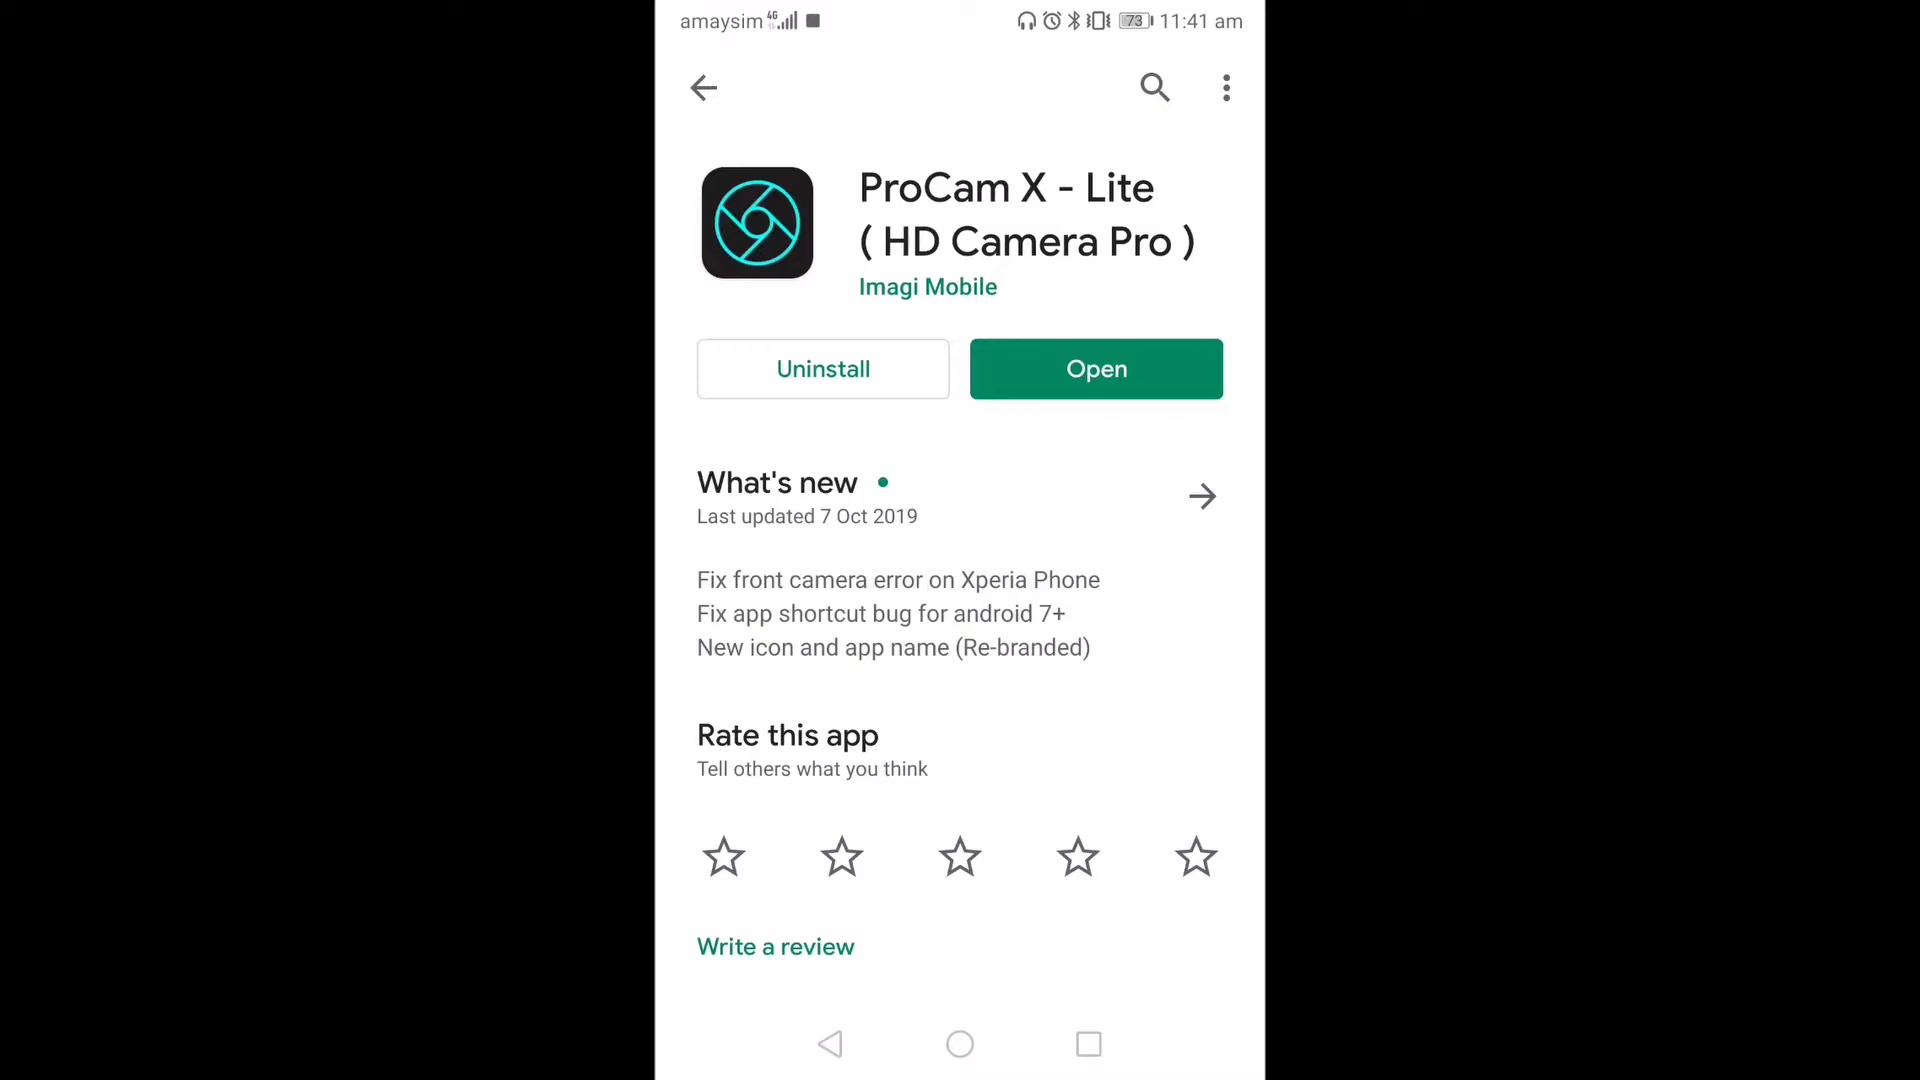 amaysim 4G 73 11:41 am
ProCam X - Lite
( HD Camera Pro )
Imagi Mobile
Uninstall
Open
What's new
Last updated 7 Oct 2019
Fix front camera error on Xperia Phone
Fix app shortcut bug for android 7+
New icon and app name (Re-branded)
Rate this app
Tell others what you think
Write a review